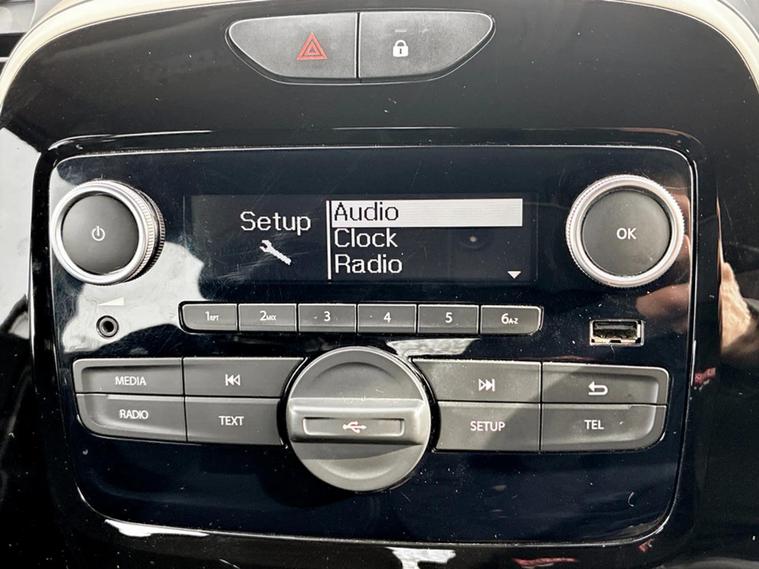 Setup
Audio
Clock
Radio
OK
1RPT
2MIX
3
4
5
6A-Z
MEDIA
RADIO
TEXT
SETUP
TEL